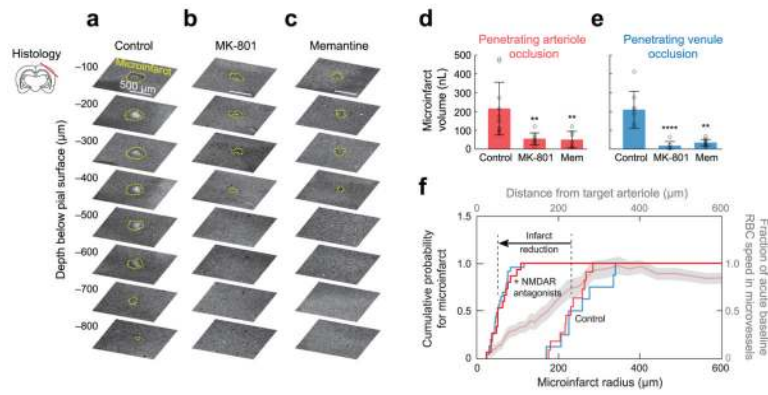 a
b
c
d
e
Histology
Control
MK-801
Memantine
Microinfarct
500 µm
Depth below pial surface (µm)
–100
–200
–300
–400
–500
–600
–700
–800
Penetrating arteriole
occlusion
Microinfarct
volume (nL)
500
400
300
200
100
0
**
**
Control
MK-801
Mem
Penetrating venule
occlusion
****
**
Control
MK-801
Mem
f
Distance from target arteriole (µm)
0
200
400
600
Cumulative probability
for microinfarct
1.5
1.0
0.5
0
Infarct
reduction
+ NMDAR
antagonists
Control
1.0
0.5
0
Fraction of acute baseline
RBC speed in microvessels
0
200
400
600
Microinfarct radius (µm)